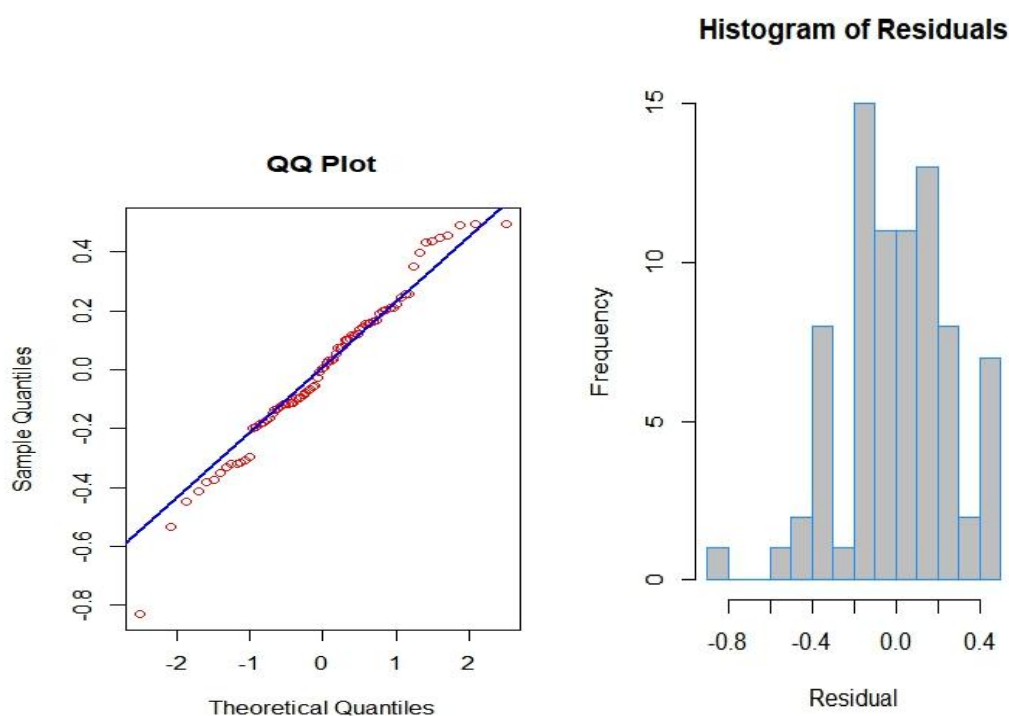 QQ Plot
Sample Quantiles
0.4
0.2
0.0
-0.2
-0.4
-0.6
-0.8
-2 -1 0 1 2
Theoretical Quantiles
Histogram of Residuals
Frequency
15
10
5
0
-0.8 -0.4 0.0 0.4
Residual